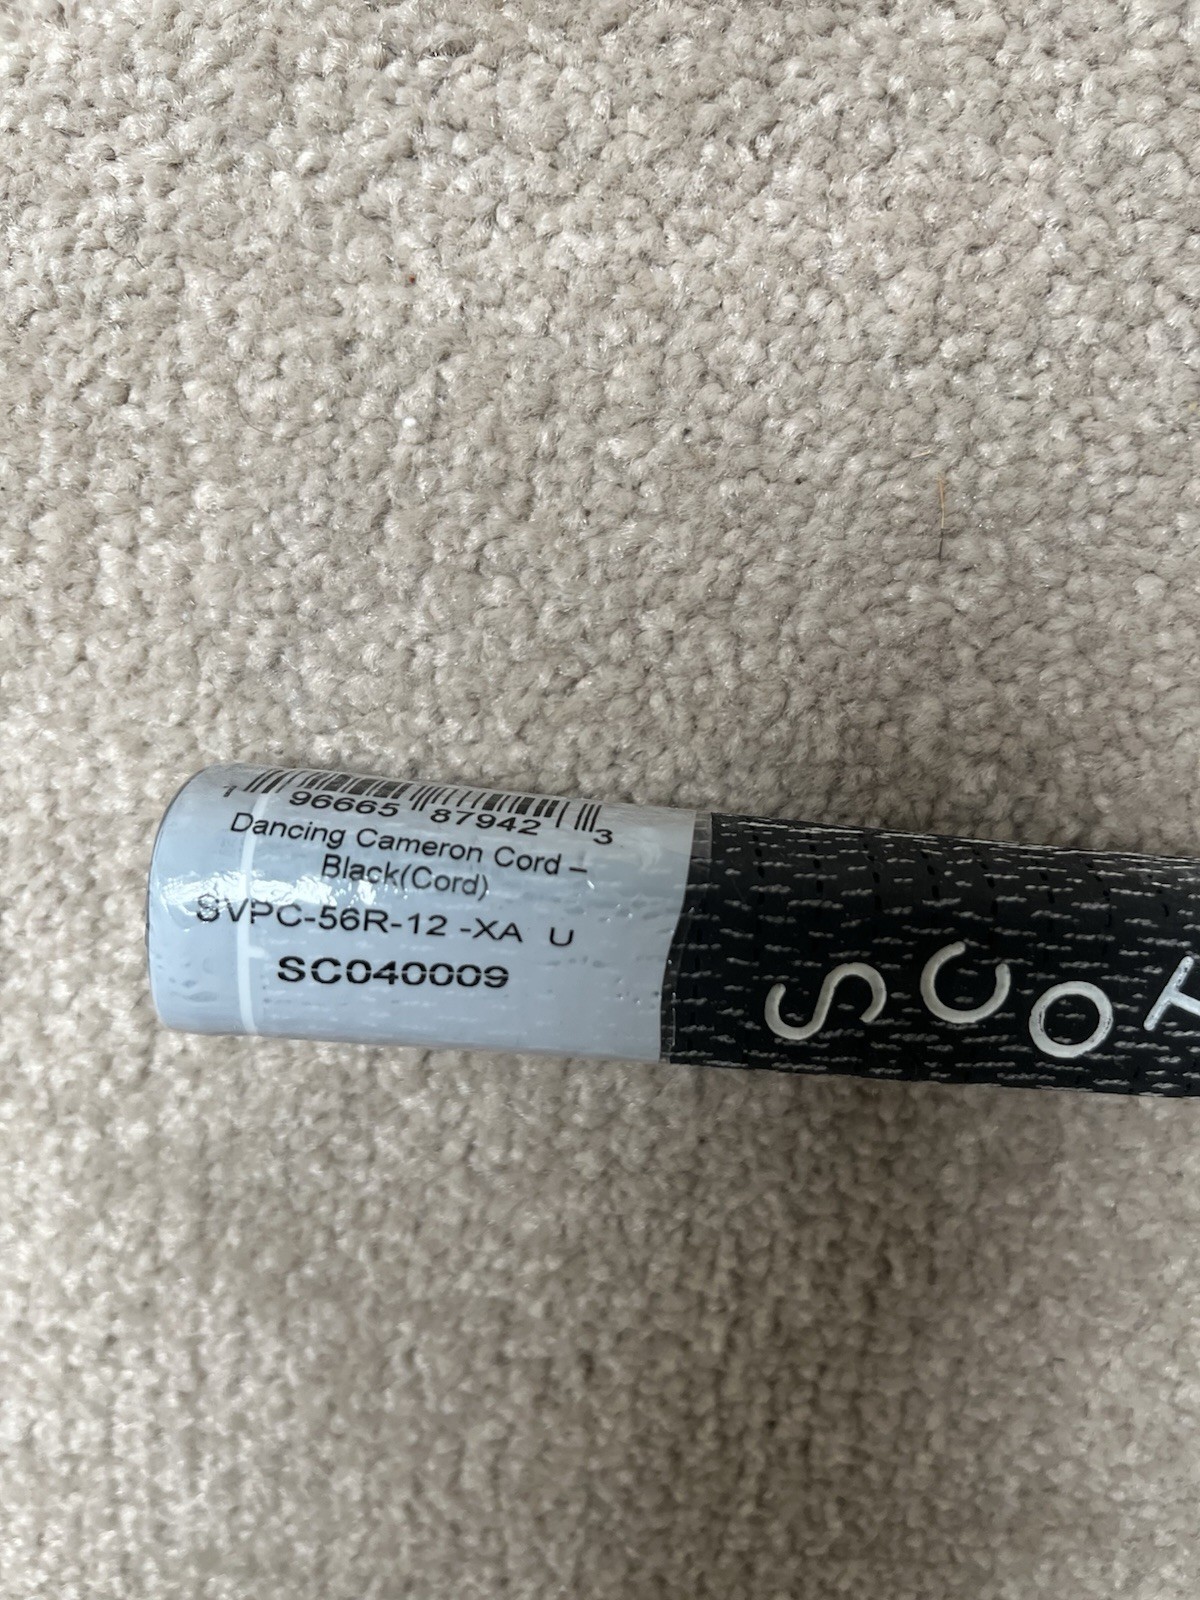 1 96665 87942 3
Dancing Cameron Cord –
Black(Cord)
SVPC-56R-12 -XA U
SC040009
SCOT